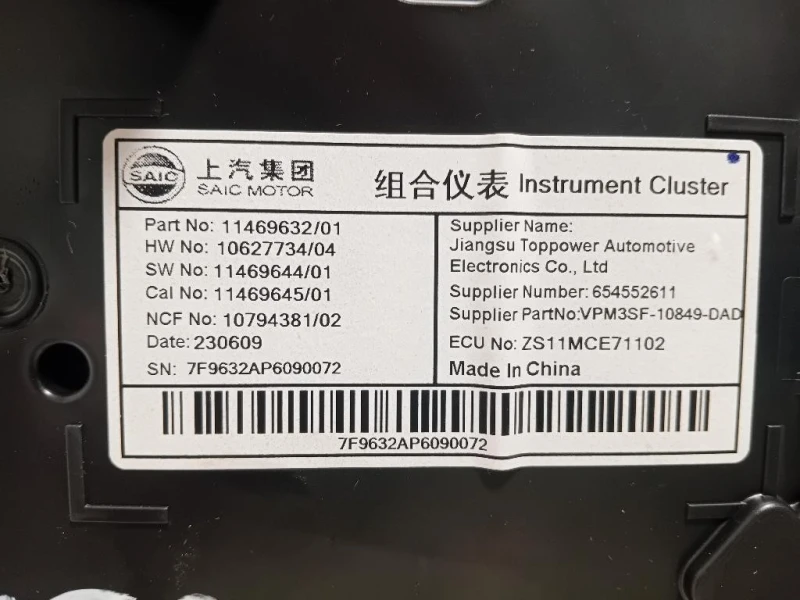 SAIC
上汽集团
SAIC MOTOR
组合仪表 Instrument Cluster
Part No: 11469632/01
HW No: 10627734/04
SW No: 11469644/01
Cal No: 11469645/01
NCF No: 10794381/02
Date: 230609
SN: 7F9632AP6090072
Supplier Name:
Jiangsu Toppower Automotive
Electronics Co., Ltd
Supplier Number: 654552611
Supplier PartNo:VPM3SF-10849-DAD
ECU No: ZS11MCE71102
Made In China
7F9632AP6090072